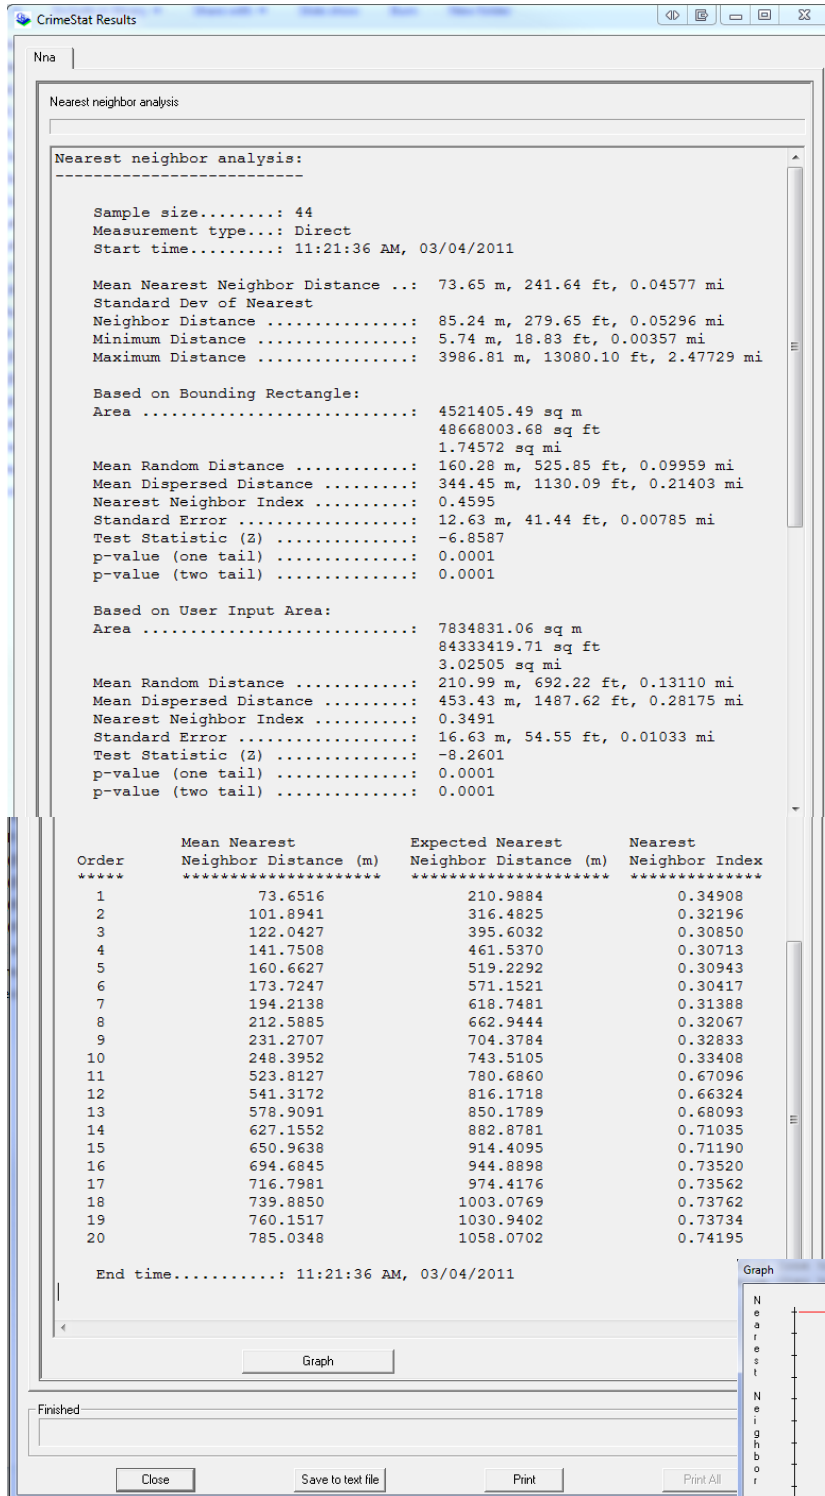 CrimeStat Results
Nna
Nearest neighbor analysis
Nearest neighbor analysis:
--------------------------
Sample size........: 44
Measurement type...: Direct
Start time.........: 11:21:36 AM, 03/04/2011
Mean Nearest Neighbor Distance ..: 73.65 m, 241.64 ft, 0.04577 mi
Standard Dev of Nearest
Neighbor Distance ...............: 85.24 m, 279.65 ft, 0.05296 mi
Minimum Distance ................: 5.74 m, 18.83 ft, 0.00357 mi
Maximum Distance ................: 3986.81 m, 13080.10 ft, 2.47729 mi
Based on Bounding Rectangle:
Area ............................: 4521405.49 sq m
48668003.68 sq ft
1.74572 sq mi
Mean Random Distance ............: 160.28 m, 525.85 ft, 0.09959 mi
Mean Dispersed Distance .........: 344.45 m, 1130.09 ft, 0.21403 mi
Nearest Neighbor Index ..........: 0.4595
Standard Error ..................: 12.63 m, 41.44 ft, 0.00785 mi
Test Statistic (Z) ..............: -6.8587
p-value (one tail) ..............: 0.0001
p-value (two tail) ..............: 0.0001
Based on User Input Area:
Area ............................: 7834831.06 sq m
84333419.71 sq ft
3.02505 sq mi
Mean Random Distance ............: 210.99 m, 692.22 ft, 0.13110 mi
Mean Dispersed Distance .........: 453.43 m, 1487.62 ft, 0.28175 mi
Nearest Neighbor Index ..........: 0.3491
Standard Error ..................: 16.63 m, 54.55 ft, 0.01033 mi
Test Statistic (Z) ..............: -8.2601
p-value (one tail) ..............: 0.0001
p-value (two tail) ..............: 0.0001
Mean Nearest Expected Nearest Nearest
Order Neighbor Distance (m) Neighbor Distance (m) Neighbor Index
***** ********************* ********************* **************
1 73.6516 210.9884 0.34908
2 101.8941 316.4825 0.32196
3 122.0427 395.6032 0.30850
4 141.7508 461.5370 0.30713
5 160.6627 519.2292 0.30943
6 173.7247 571.1521 0.30417
7 194.2138 618.7481 0.31388
8 212.5885 662.9444 0.32067
9 231.2707 704.3784 0.32833
10 248.3952 743.5105 0.33408
11 523.8127 780.6860 0.67096
12 541.3172 816.1718 0.66324
13 578.9091 850.1789 0.68093
14 627.1552 882.8781 0.71035
15 650.9638 914.4095 0.71190
16 694.6845 944.8898 0.73520
17 716.7981 974.4176 0.73562
18 739.8850 1003.0769 0.73762
19 760.1517 1030.9402 0.73734
20 785.0348 1058.0702 0.74195
End time...........: 11:21:36 AM, 03/04/2011
Graph
Nearest Neighbor
Graph
Finished
Close Save to text file Print Print All